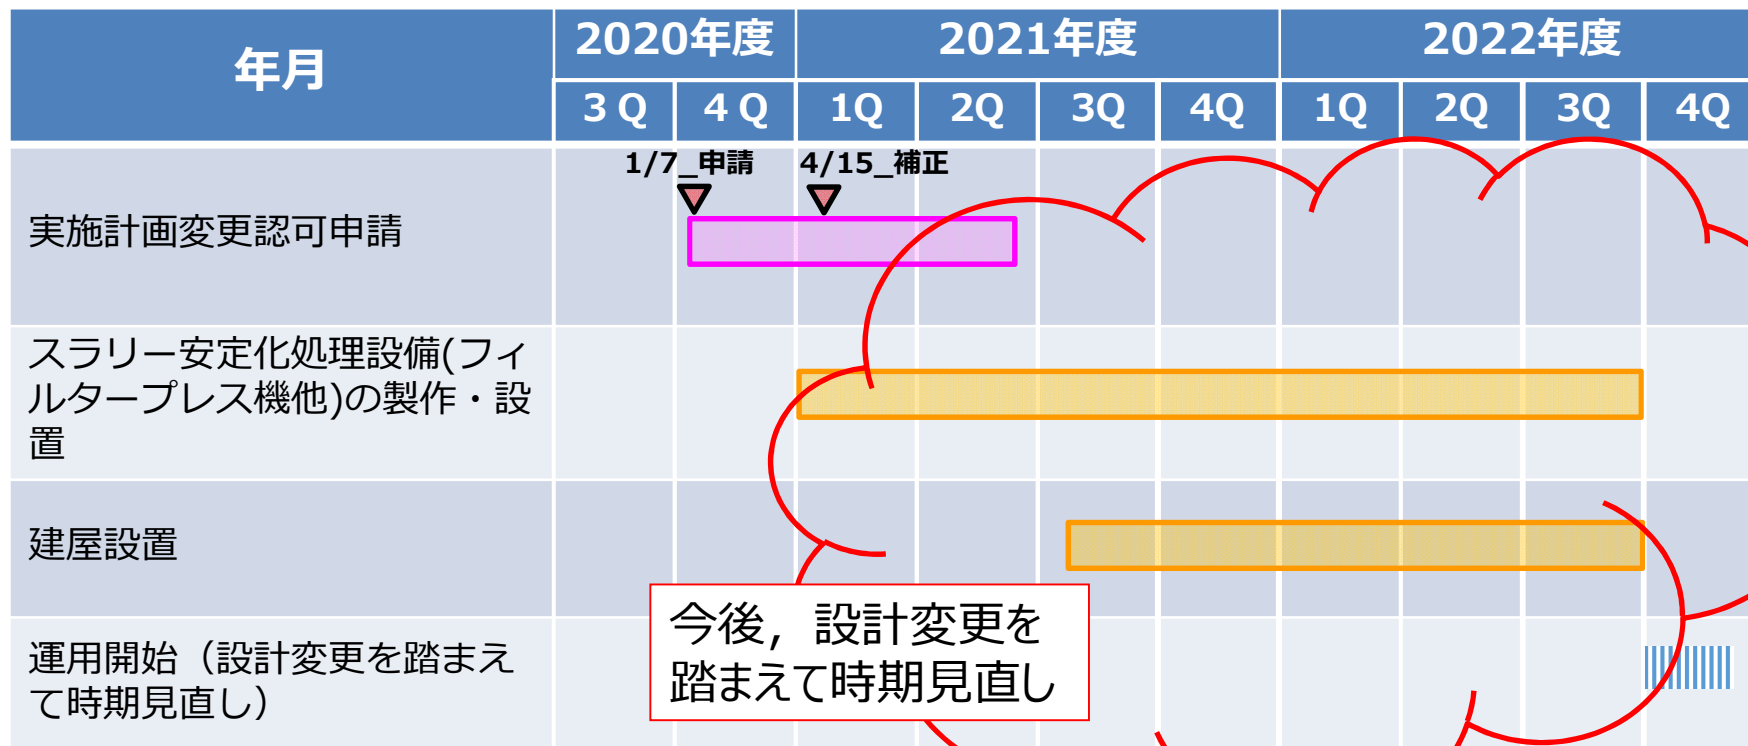 年月
2020年度 2021年度 2022年度
3 Q 4 Q 1Q 2Q 3Q 4Q 1Q 2Q 3Q 4Q
1/7_申請 4/15_補正
実施計画変更認可申請
スラリー安定化処理設備(フィ
ルタープレス機他)の製作・設
置
建屋設置
今後，設計変更を
踏まえて時期見直し
運用開始（設計変更を踏まえ
て時期見直し）